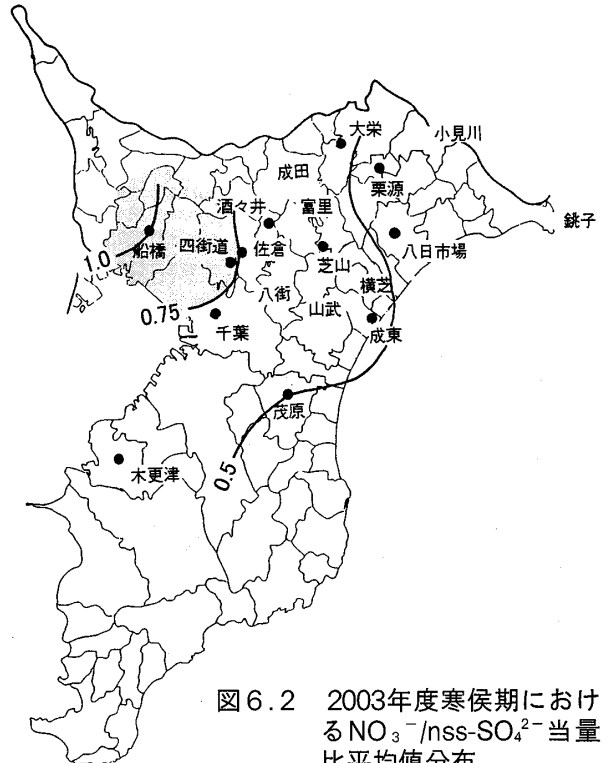 大栄
小見川
成田
栗源
酒々井
富里
銚子
船橋
四街道
佐倉
芝山
八日市場
1.0
八街
横芝
0.75
山武
千葉
成東
茂原
木更津
0.5
図6.2 2003年度寒侯期におけ
るNO₃⁻/nss-SO₄²⁻当量
比平均値分布